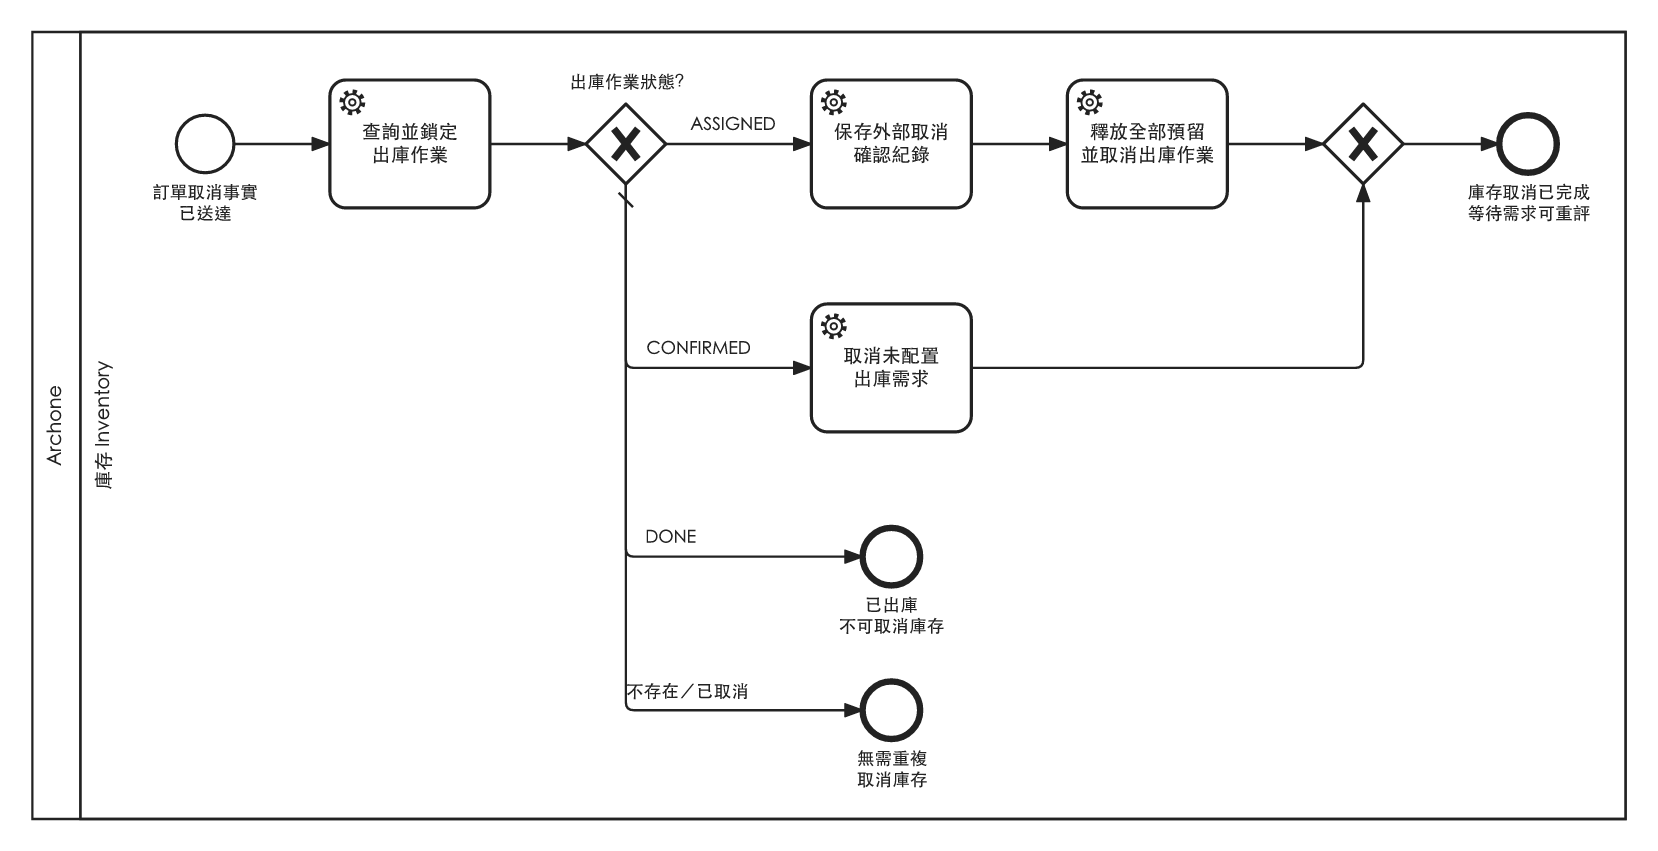 Archone
庫存 Inventory
訂單取消事實
已送達
查詢並鎖定
出庫作業
出庫作業狀態?
ASSIGNED
保存外部取消
確認紀錄
釋放全部預留
並取消出庫作業
庫存取消已完成
等待需求可重評
CONFIRMED
取消未配置
出庫需求
DONE
已出庫
不可取消庫存
不存在／已取消
無需重複
取消庫存